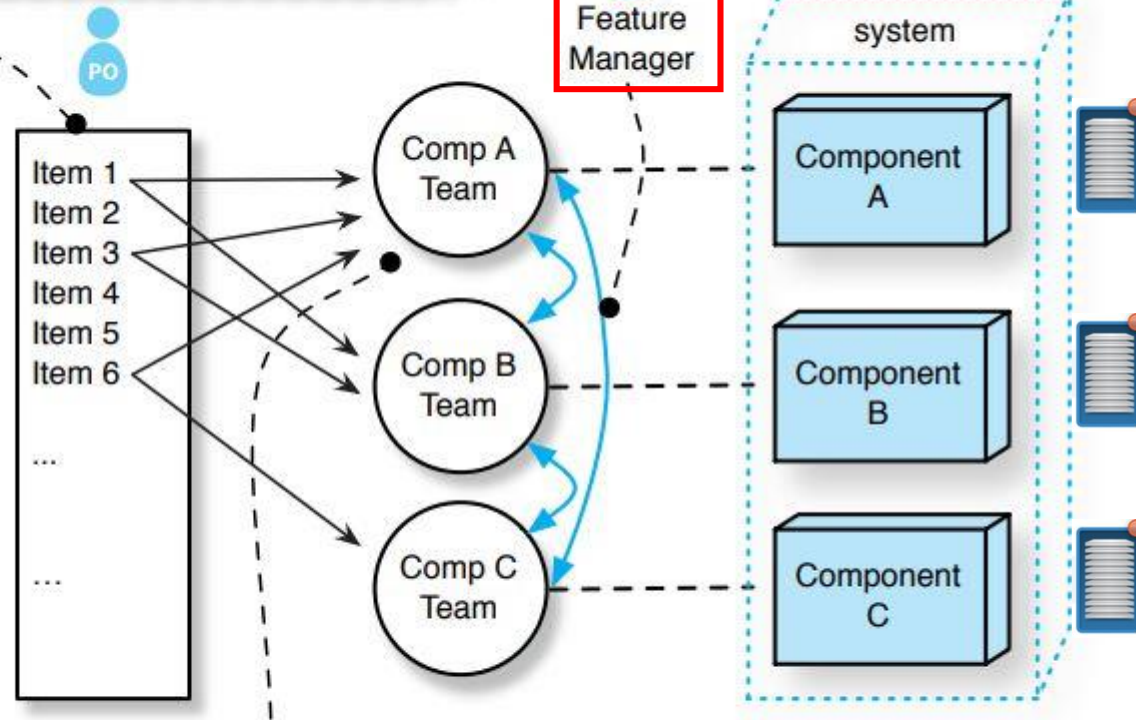 PO
Item 1
Item 2
Item 3
Item 4
Item 5
Item 6
...
...
Comp A
Team
Comp B
Team
Comp C
Team
Feature
Manager
system
Component
A
Component
B
Component
C